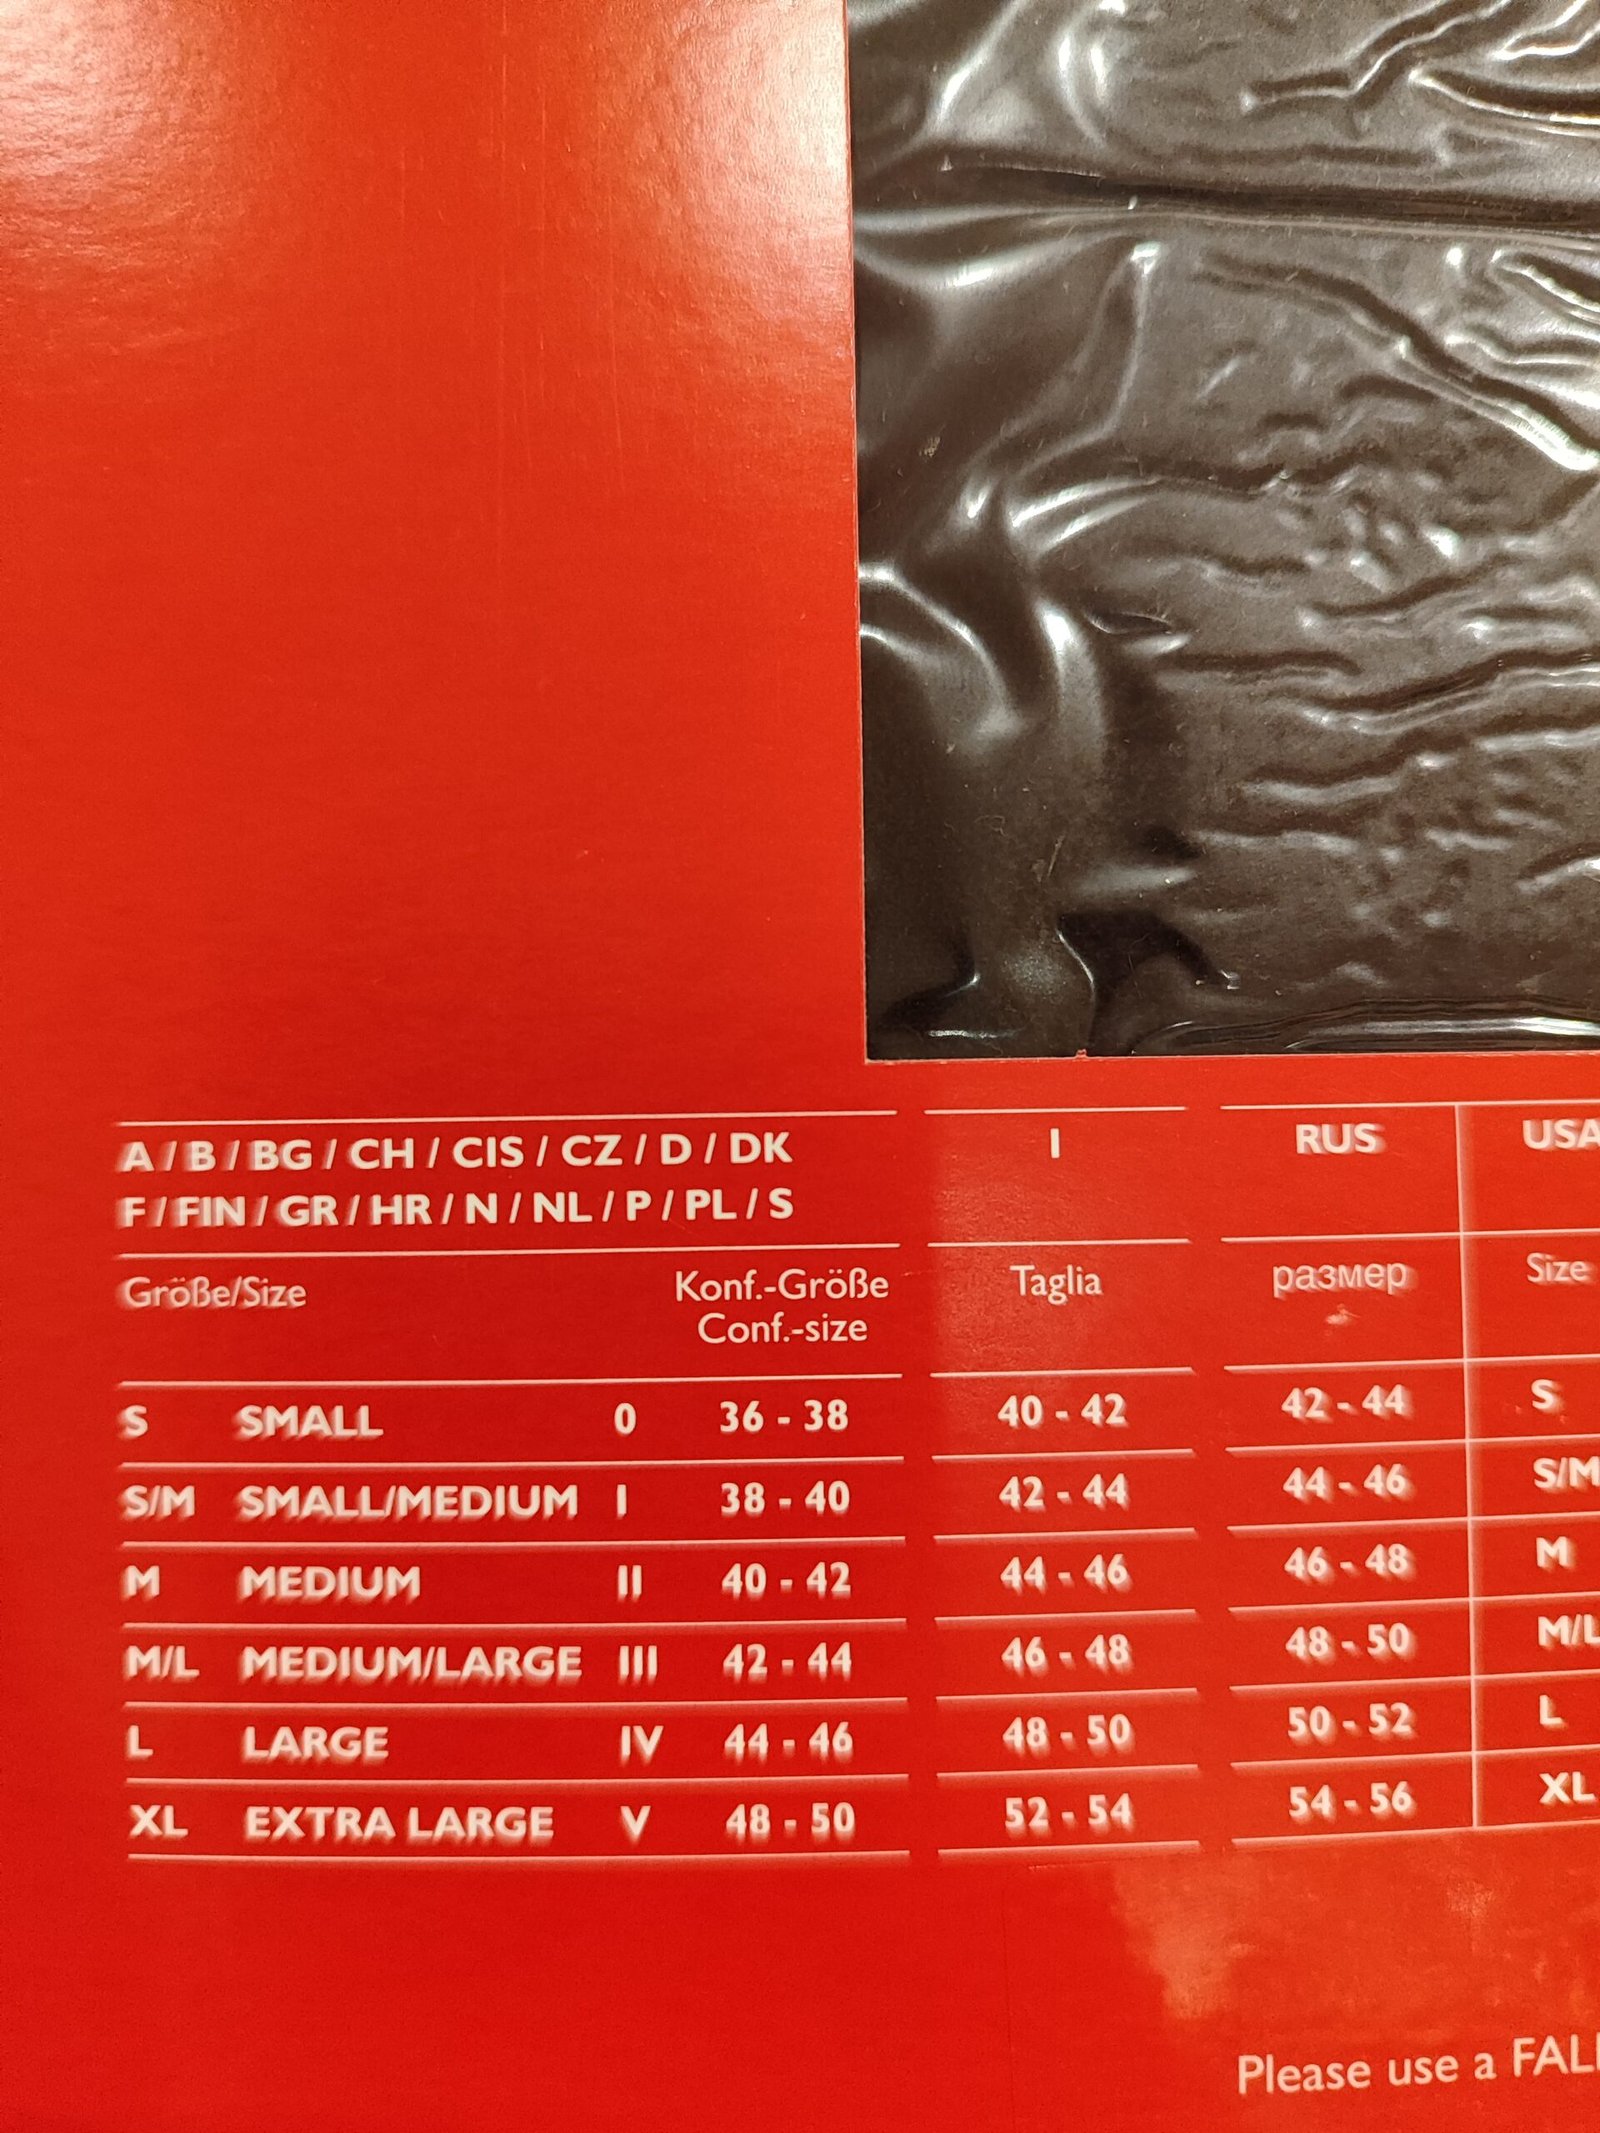 A / B / BG / CH / CIS / CZ / D / DK I RUS USA
F / FIN / GR / HR / N / NL / P / PL / S
Größe/Size Konf.-Größe Taglia размер Size
Conf.-size
S SMALL 0 36 - 38 40 - 42 42 - 44 S
S/M SMALL/MEDIUM I 38 - 40 42 - 44 44 - 46 S/M
M MEDIUM II 40 - 42 44 - 46 46 - 48 M
M/L MEDIUM/LARGE III 42 - 44 46 - 48 48 - 50 M/L
L LARGE IV 44 - 46 48 - 50 50 - 52 L
XL EXTRA LARGE V 48 - 50 52 - 54 54 - 56 XL
Please use a